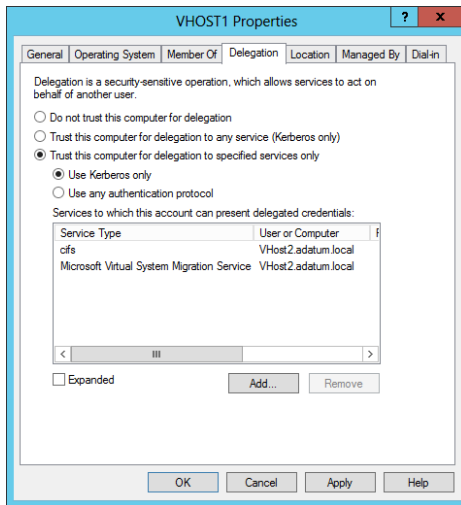 VHOST1 Properties
? x
General Operating System Member Of Delegation Location Managed By Dial-in
Delegation is a security-sensitive operation, which allows services to act on
behalf of another user.
Do not trust this computer for delegation
Trust this computer for delegation to any service (Kerberos only)
Trust this computer for delegation to specified services only
Use Kerberos only
Use any authentication protocol
Services to which this account can present delegated credentials:
Service Type User or Computer
cifs VHost2.adatum.local
Microsoft Virtual System Migration Service VHost2.adatum.local
Expanded Add... Remove
OK Cancel Apply Help